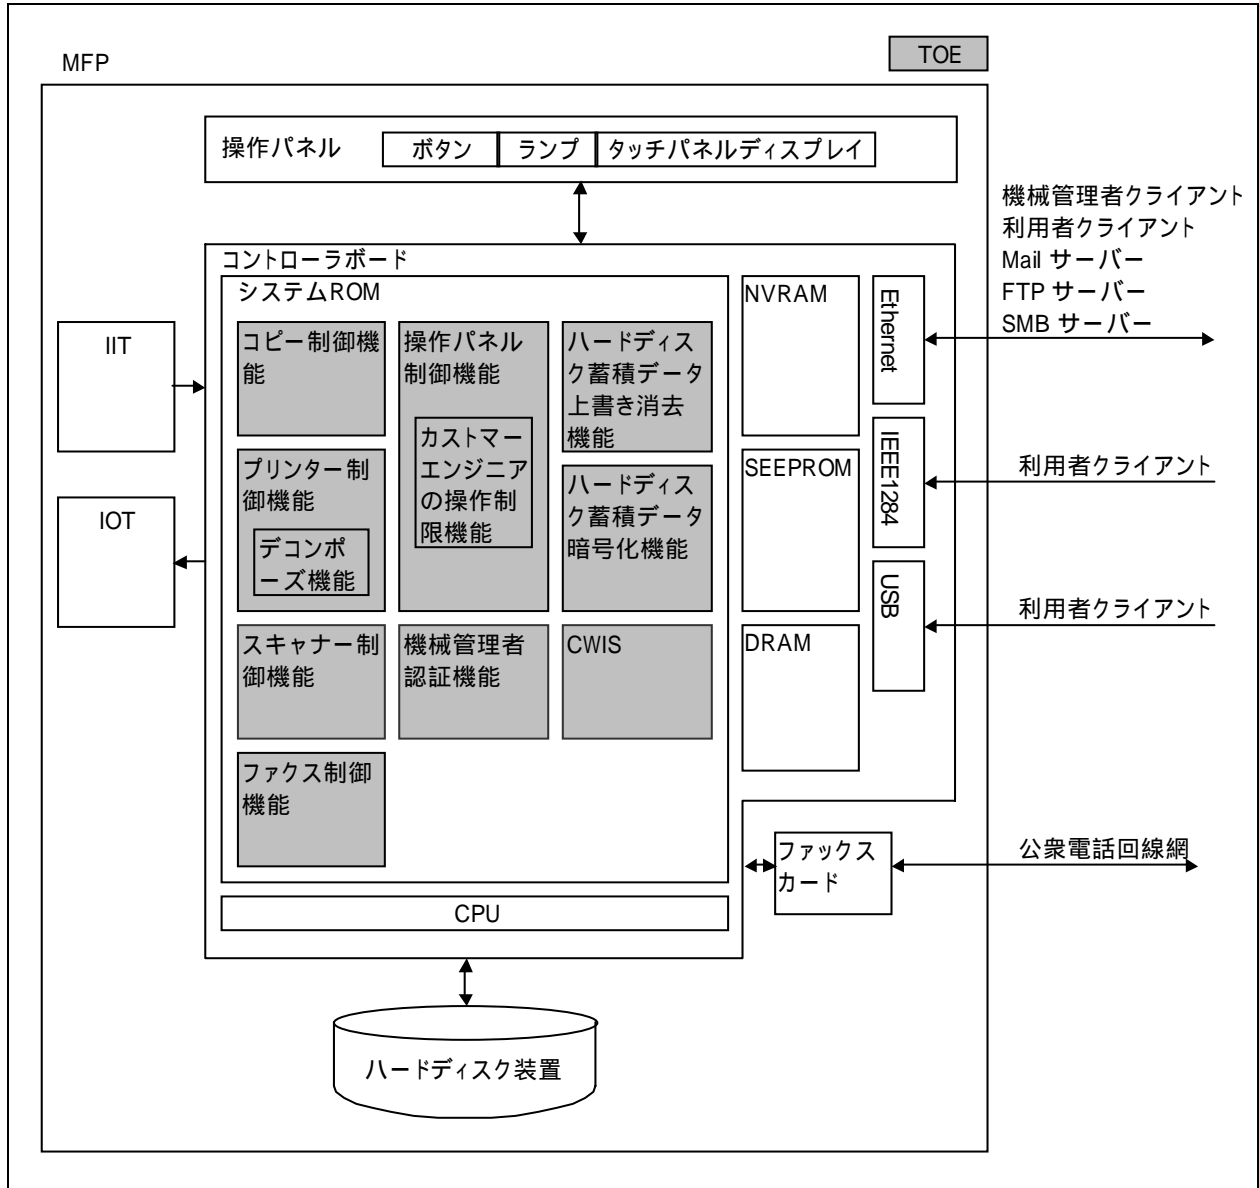 TOE
MFP
操作パネル
ボタン
ランプ
タッチパネルディスプレイ
機械管理者クライアント
利用者クライアント
Mail サーバー
FTP サーバー
SMB サーバー
コントローラボード
システムROM
コピー制御機
能
操作パネル
制御機能
カストマー
エンジニア
の操作制
限機能
ハードディス
ク蓄積データ
上書き消去
機能
プリンター制
御機能
デコンポ
ーズ機能
ハードディス
ク蓄積データ
暗号化機能
スキャナー制
御機能
機械管理者
認証機能
CWIS
ファクス制御
機能
NVRAM
SEEPROM
DRAM
Ethernet
IEEE1284
USB
利用者クライアント
利用者クライアント
IIT
IOT
ファックス
カード
公衆電話回線網
CPU
ハードディスク装置